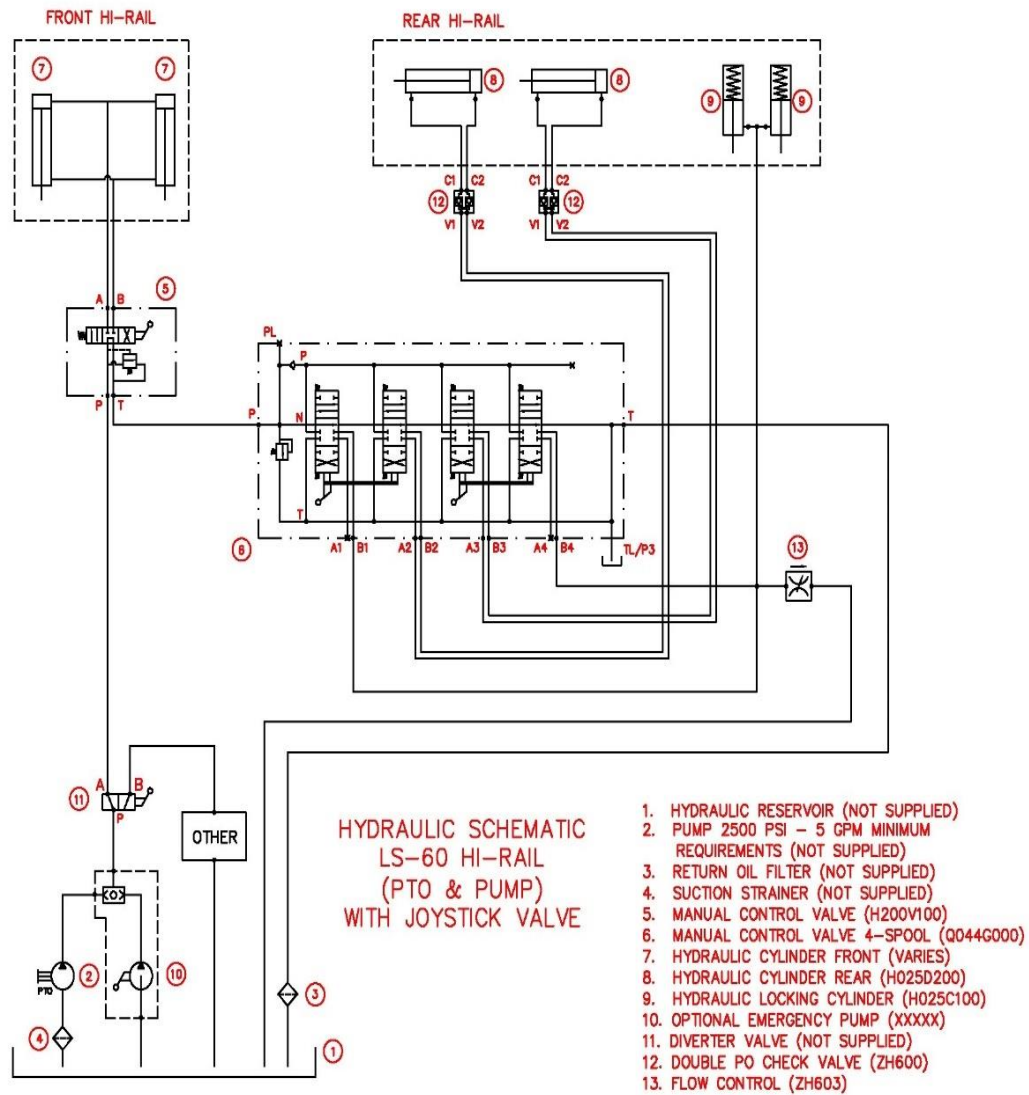 FRONT HI-RAIL
REAR HI-RAIL
7
7
8
8
9
9
C1 C2
C1 C2
12
12
V1 V2
V1 V2
A B
5
P T
PL
P
P
N
T
T
6
A1 B1
A2 B2
A3 B3
A4 B4
TL/P3
13
A B
11
P
OTHER
2
PTO
10
3
4
1
HYDRAULIC SCHEMATIC
LS-60 HI-RAIL
(PTO & PUMP)
WITH JOYSTICK VALVE
1. HYDRAULIC RESERVOIR (NOT SUPPLIED)
2. PUMP 2500 PSI - 5 GPM MINIMUM
REQUIREMENTS (NOT SUPPLIED)
3. RETURN OIL FILTER (NOT SUPPLIED)
4. SUCTION STRAINER (NOT SUPPLIED)
5. MANUAL CONTROL VALVE (H200V100)
6. MANUAL CONTROL VALVE 4-SPOOL (Q044G000)
7. HYDRAULIC CYLINDER FRONT (VARIES)
8. HYDRAULIC CYLINDER REAR (H025D200)
9. HYDRAULIC LOCKING CYLINDER (H025C100)
10. OPTIONAL EMERGENCY PUMP (XXXXX)
11. DIVERTER VALVE (NOT SUPPLIED)
12. DOUBLE PO CHECK VALVE (ZH600)
13. FLOW CONTROL (ZH603)